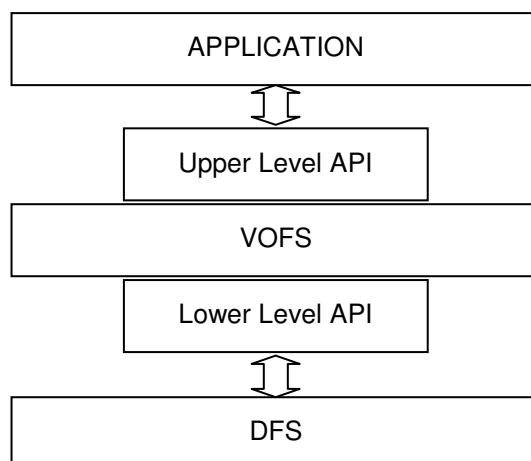 APPLICATION
Upper Level API
VOFS
Lower Level API
DFS